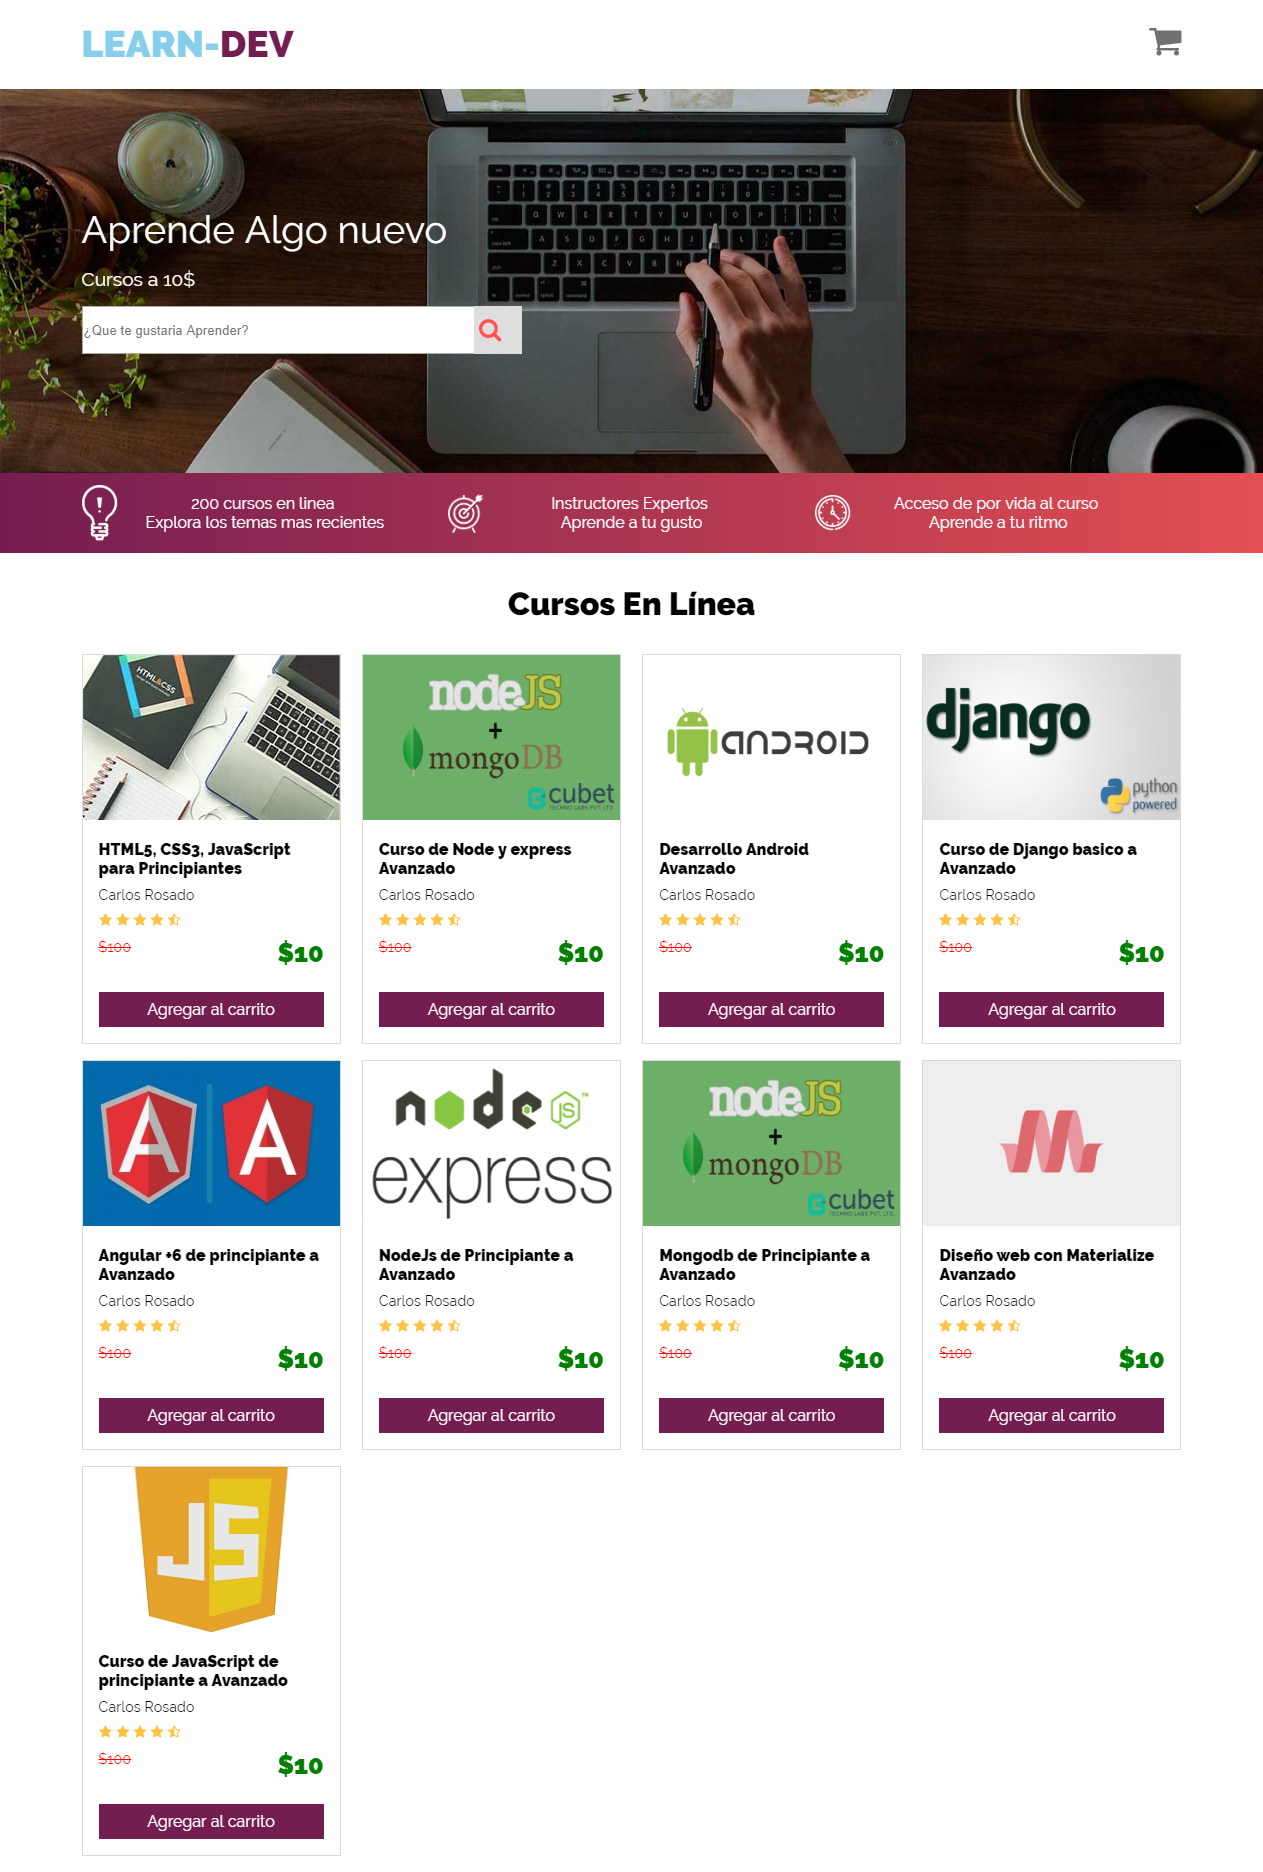 LEARN-DEV
Aprende Algo nuevo
Cursos a 10$
¿Que te gustaria Aprender?
200 cursos en linea
Explora los temas mas recientes
Instructores Expertos
Aprende a tu gusto
Acceso de por vida al curso
Aprende a tu ritmo
Cursos En Línea
HTML&CSS
HTML5, CSS3, JavaScript
para Principiantes
Carlos Rosado
$100
$10
Agregar al carrito
nodeJS
+
mongoDB
cubet
TECHNO LABS PVT. LTD.
Curso de Node y express
Avanzado
Carlos Rosado
$100
$10
Agregar al carrito
ANDROID
Desarrollo Android
Avanzado
Carlos Rosado
$100
$10
Agregar al carrito
django
python
powered
Curso de Django basico a
Avanzado
Carlos Rosado
$100
$10
Agregar al carrito
A A
Angular +6 de principiante a
Avanzado
Carlos Rosado
$100
$10
Agregar al carrito
node JS ™
express
NodeJs de Principiante a
Avanzado
Carlos Rosado
$100
$10
Agregar al carrito
nodeJS
+
mongoDB
cubet
TECHNO LABS PVT. LTD.
Mongodb de Principiante a
Avanzado
Carlos Rosado
$100
$10
Agregar al carrito
Diseño web con Materialize
Avanzado
Carlos Rosado
$100
$10
Agregar al carrito
JS
Curso de JavaScript de
principiante a Avanzado
Carlos Rosado
$100
$10
Agregar al carrito